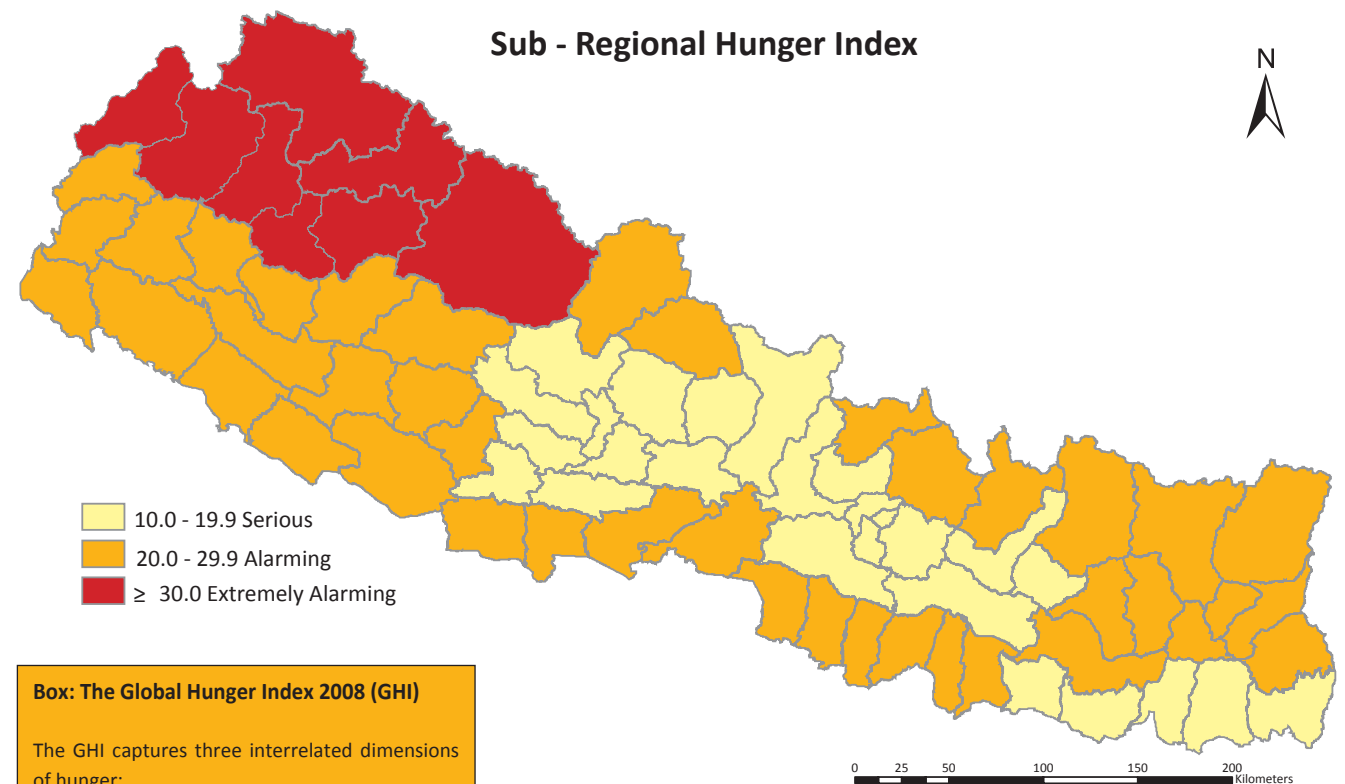 Sub - Regional Hunger Index
N
10.0 - 19.9 Serious
20.0 - 29.9 Alarming
≥ 30.0 Extremely Alarming
Box: The Global Hunger Index 2008 (GHI)
The GHI captures three interrelated dimensions
of hunger:
0 25 50 100 150 200
Kilometers